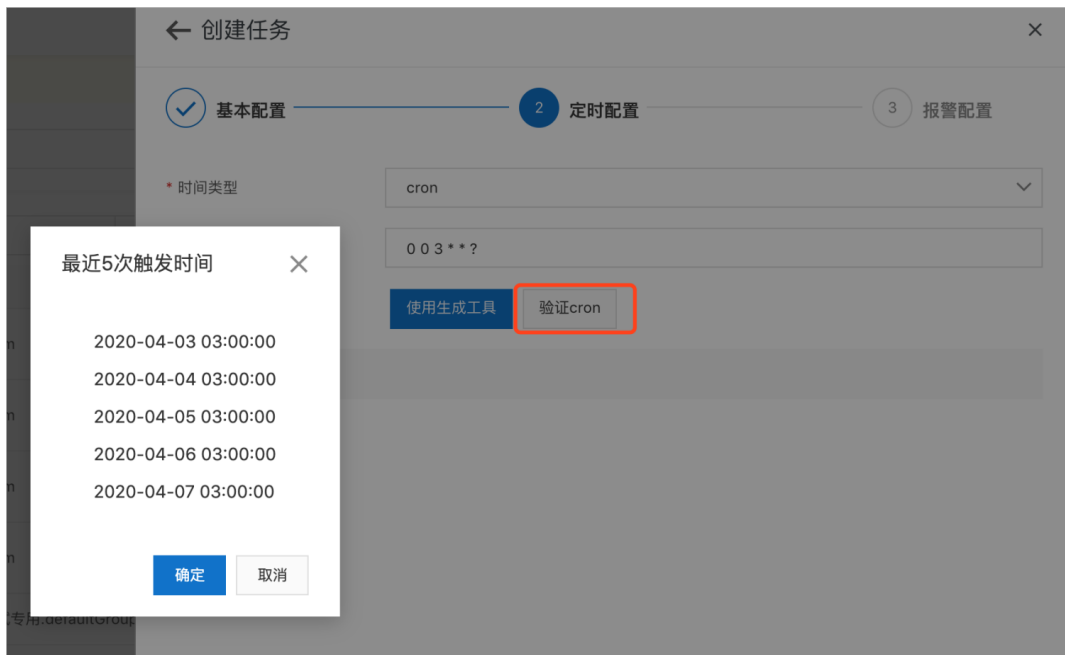 创建任务
基本配置
2 定时配置
3 报警配置
* 时间类型
cron
0 0 3 * * ?
使用生成工具
验证cron
最近5次触发时间
2020-04-03 03:00:00
2020-04-04 03:00:00
2020-04-05 03:00:00
2020-04-06 03:00:00
2020-04-07 03:00:00
确定
取消
专用:defaultGroup